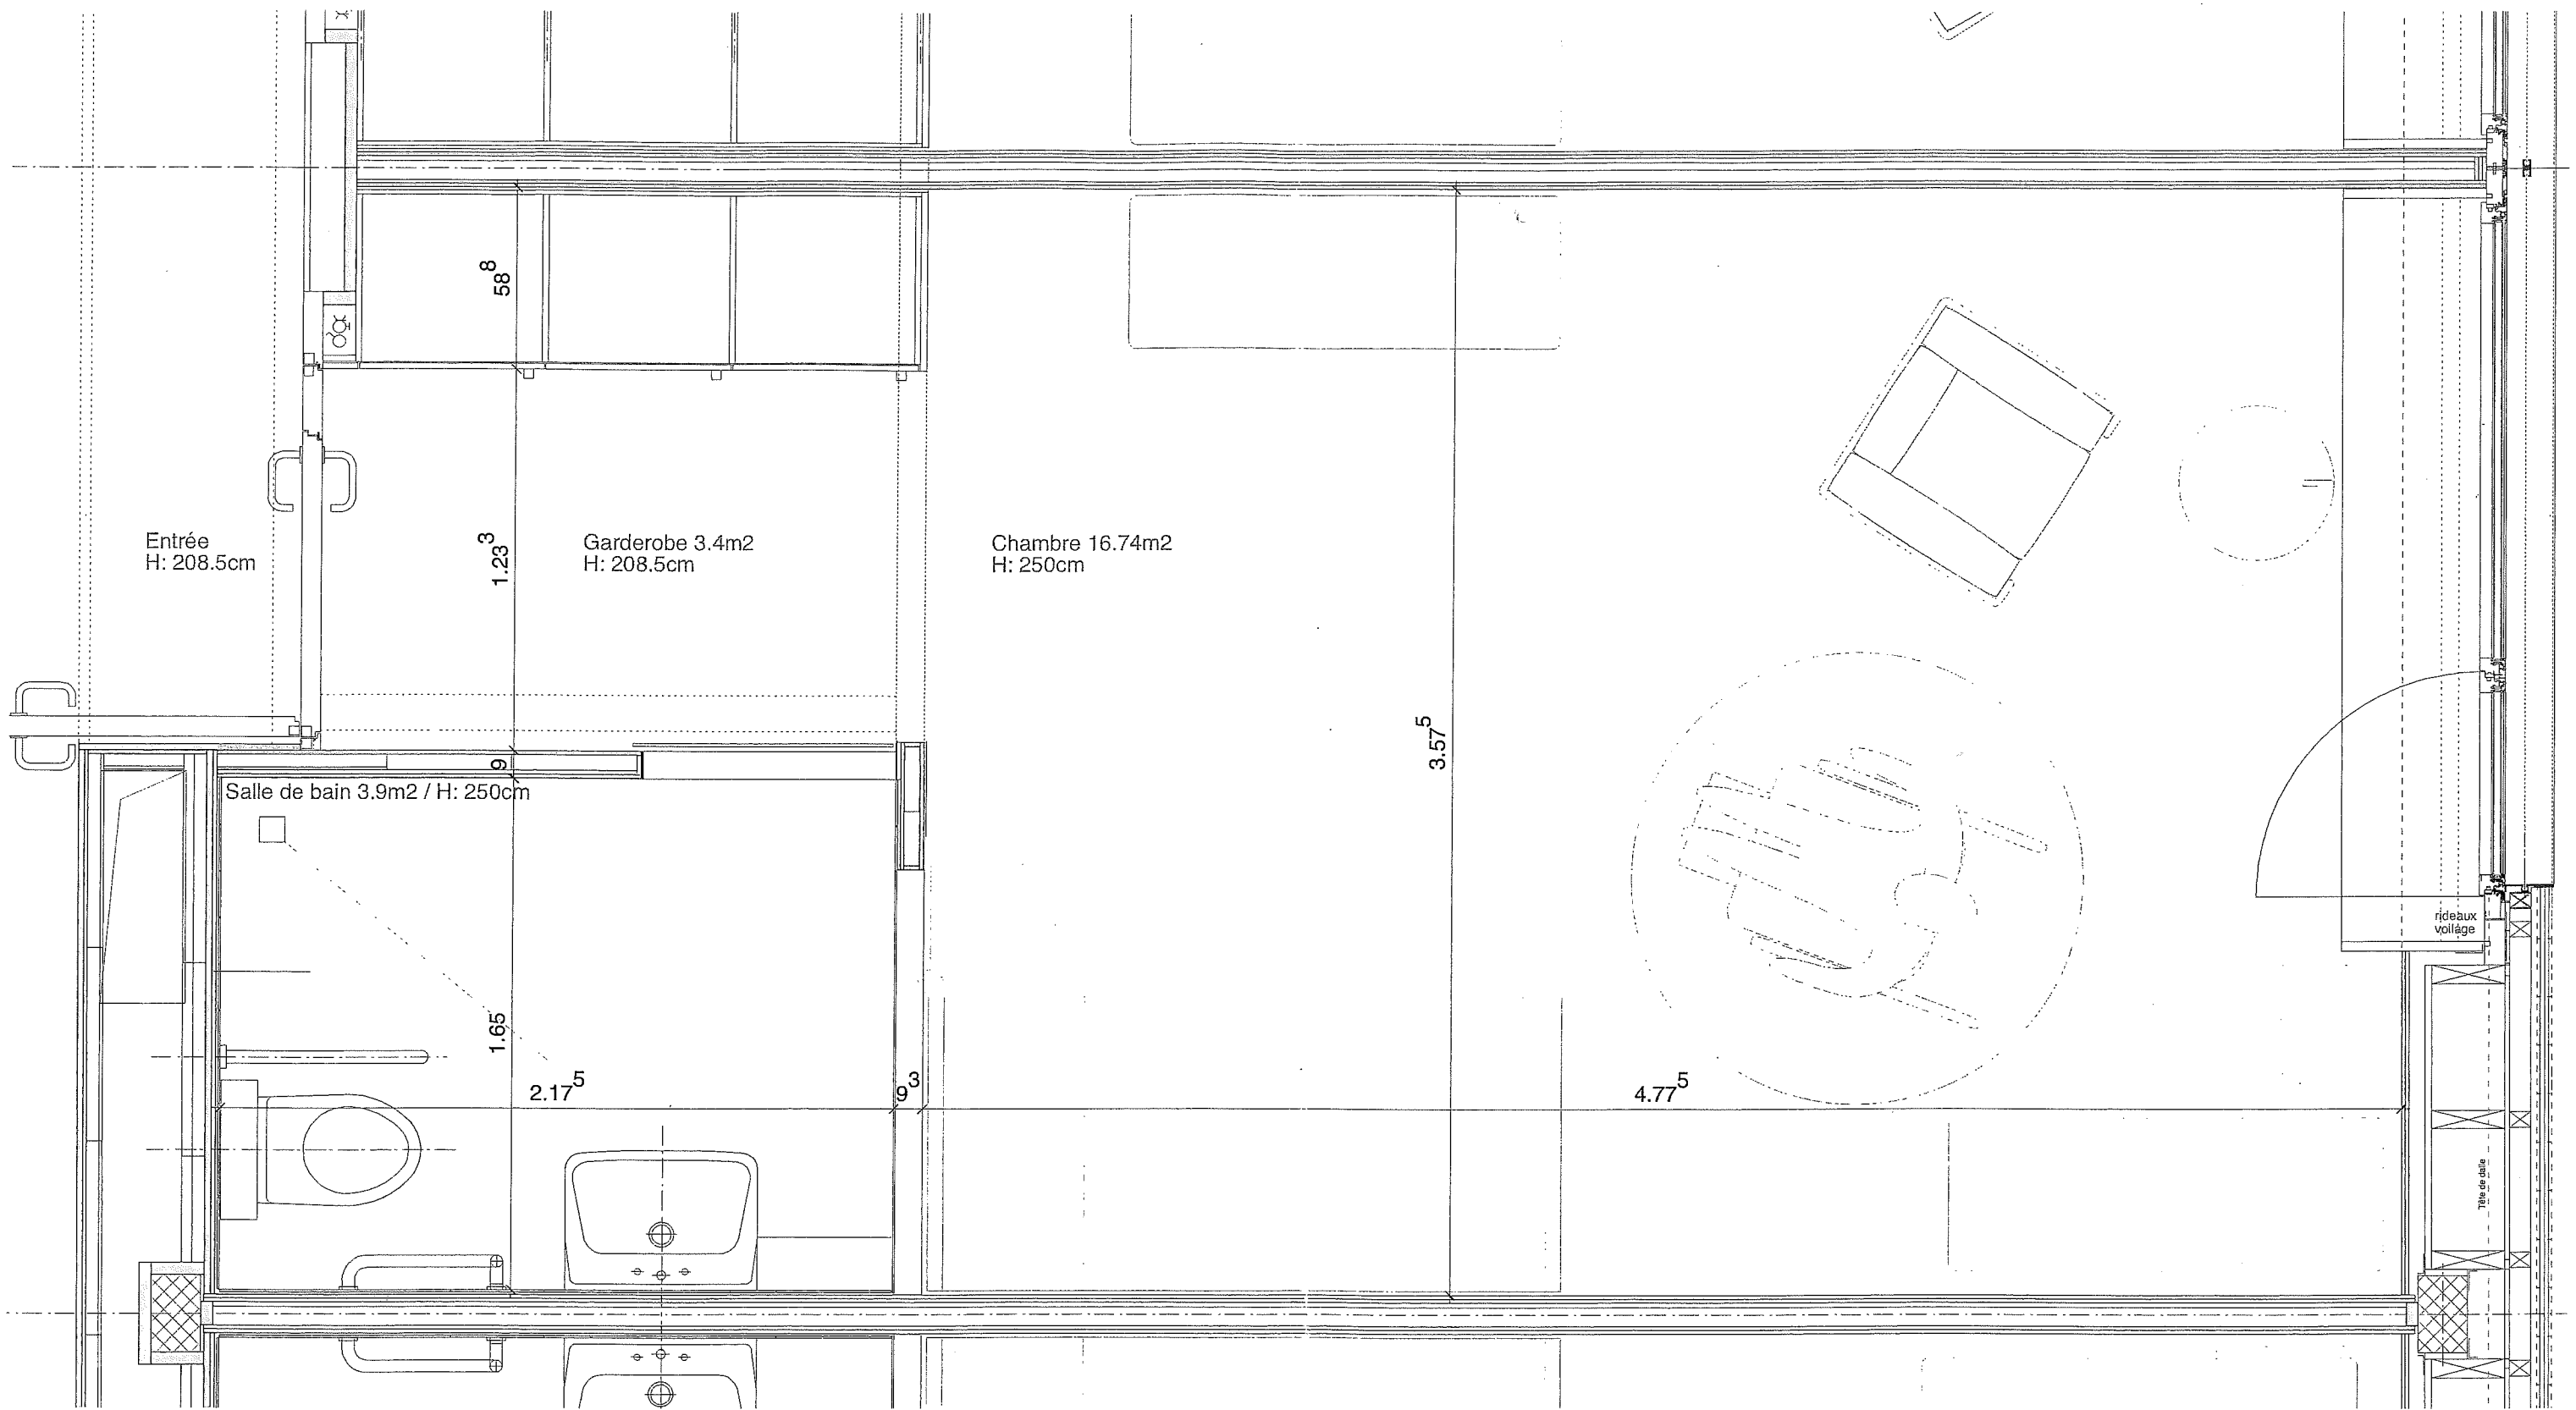 58⁸
Entrée
H: 208.5cm
1.23³
Garderobe 3.4m2
H: 208.5cm
Chambre 16.74m2
H: 250cm
9
3.57⁵
Salle de bain 3.9m2 / H: 250cm
rideaux
voilage
1.65
2.17⁵
9³
4.77⁵
Tête de dalle